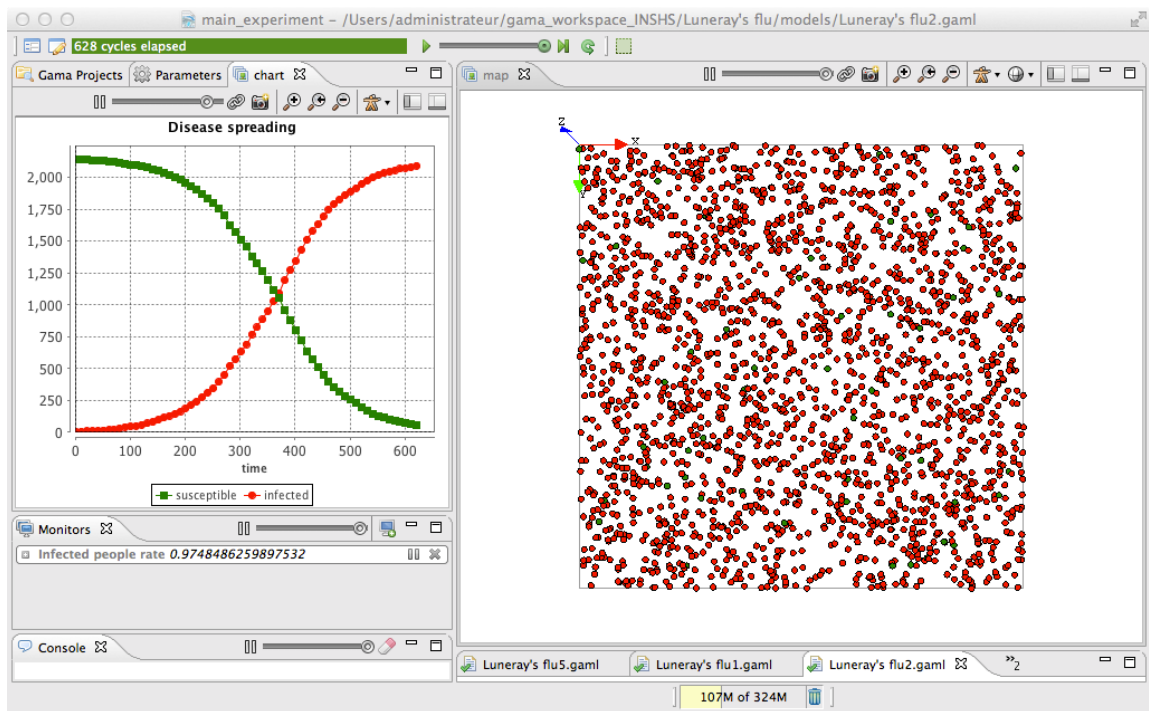 main_experiment – /Users/administrateur/gama_workspace_INSHS/Luneray's flu/models/Luneray's flu2.gaml
628 cycles elapsed
Gama Projects Parameters chart
Disease spreading
2,000
1,750
1,500
1,250
1,000
750
500
250
0
0 100 200 300 400 500 600
time
susceptible infected
Monitors
Infected people rate 0.9748486259897532
Console
map
Z
X
Y
Luneray's flu5.gaml Luneray's flu1.gaml Luneray's flu2.gaml »2
107M of 324M